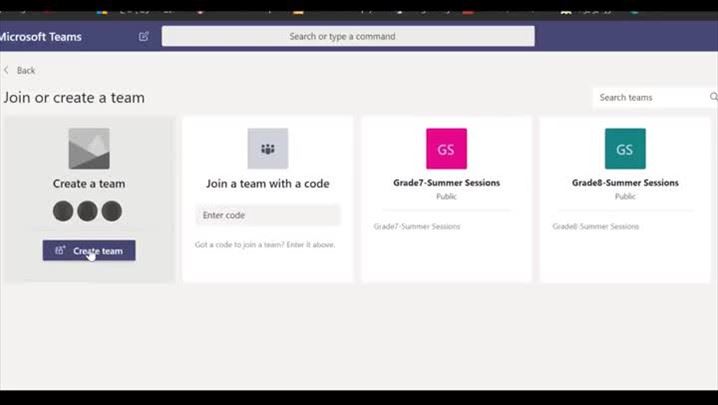 Microsoft Teams
Search or type a command
Back
Join or create a team
Search teams
Create a team
Create team
Join a team with a code
Enter code
Got a code to join a team? Enter it above.
GS
Grade7-Summer Sessions
Public
Grade7-Summer Sessions
GS
Grade8-Summer Sessions
Public
Grade8-Summer Sessions